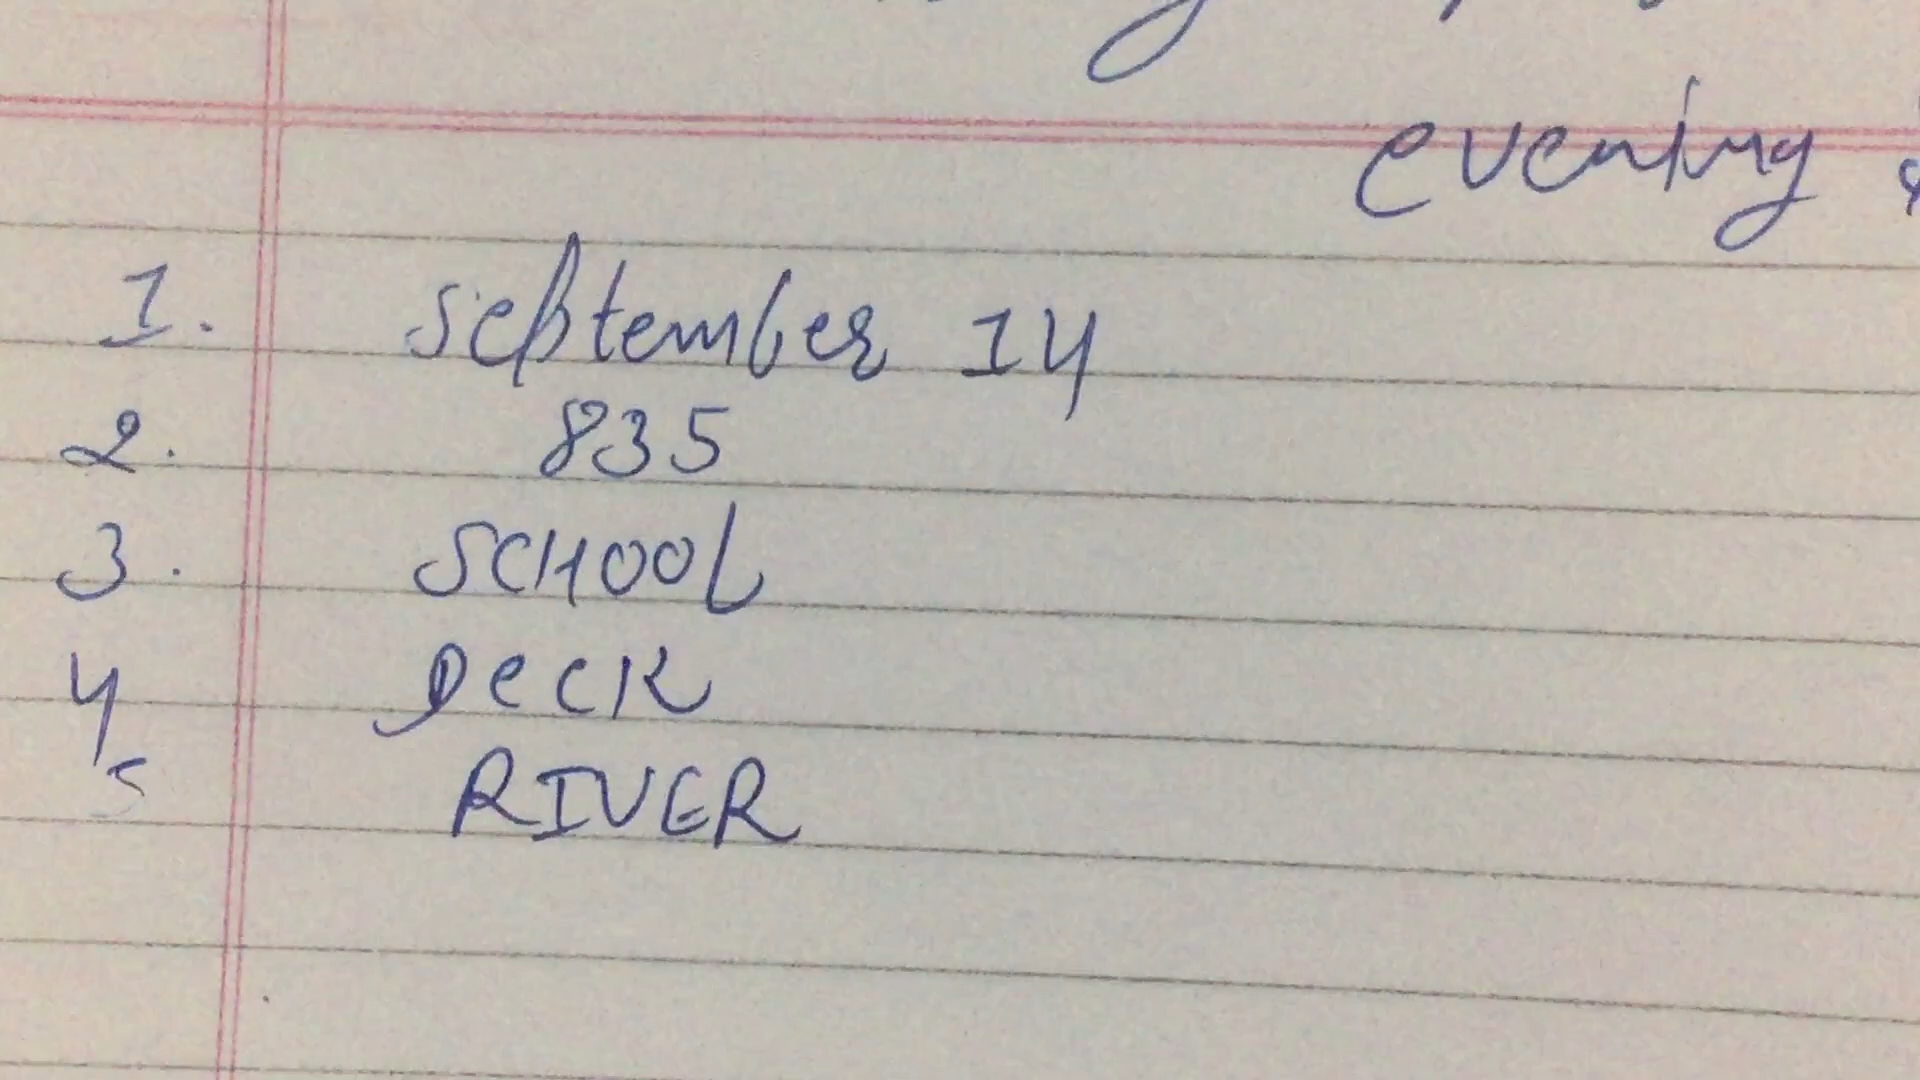 evening
1. September 14
2. 835
3. SCHOOL
4 DeCK
5 RIVER